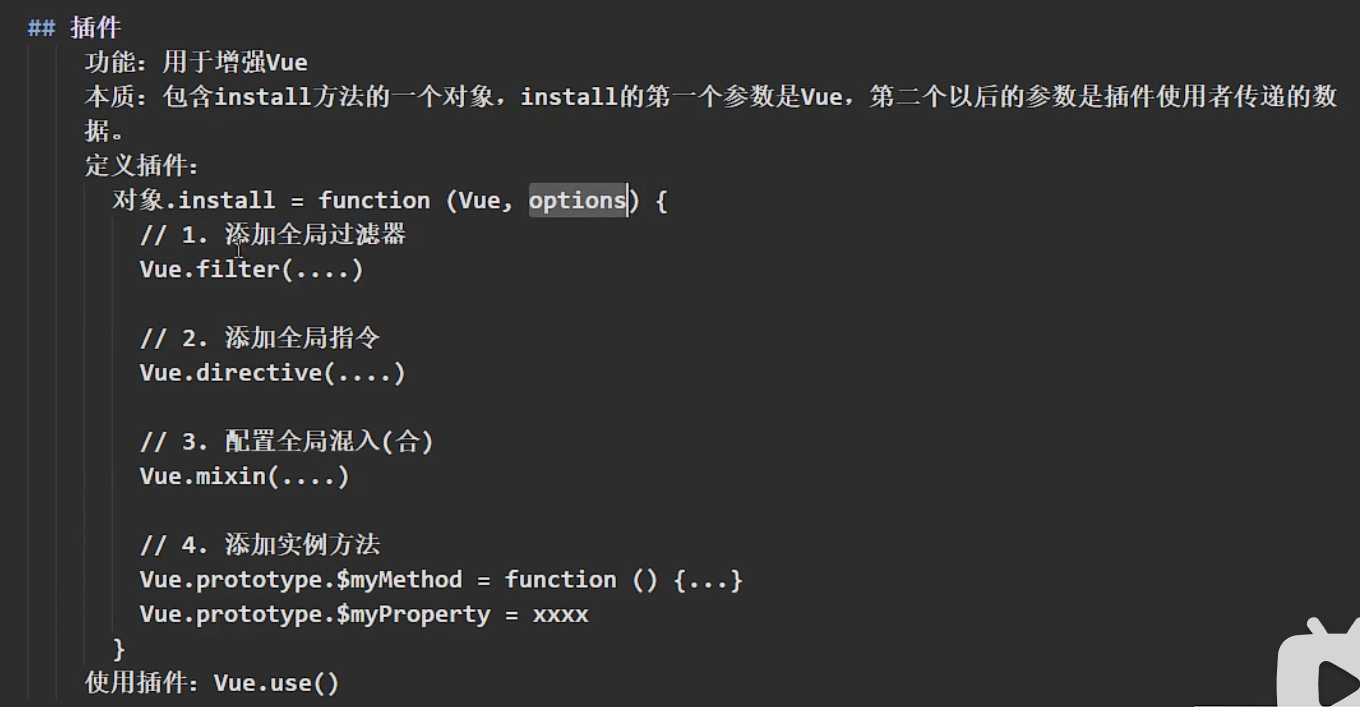 ## 插件
功能：用于增强Vue
本质：包含install方法的一个对象，install的第一个参数是Vue，第二个以后的参数是插件使用者传递的数
据。
定义插件：
对象.install = function (Vue, options) {
// 1. 添加全局过滤器
Vue.filter(....)
// 2. 添加全局指令
Vue.directive(....)
// 3. 配置全局混入(合)
Vue.mixin(....)
// 4. 添加实例方法
Vue.prototype.$myMethod = function () {...}
Vue.prototype.$myProperty = xxxx
}
使用插件：Vue.use()